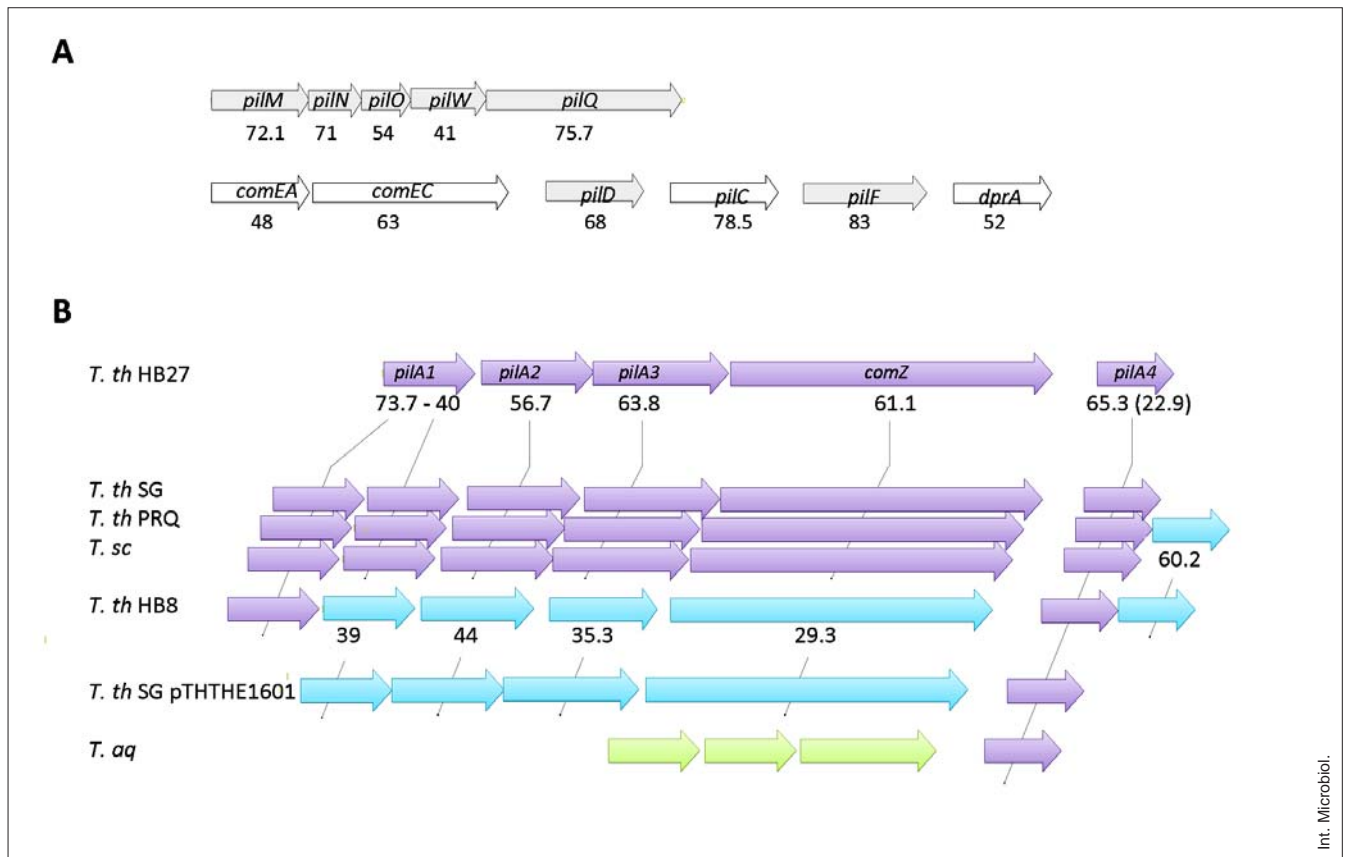 A
pilM pilN pilO pilW pilQ
72.1 71 54 41 75.7
comEA comEC pilD pilC pilF dprA
48 63 68 78.5 83 52
B
T. th HB27 pilA1 pilA2 pilA3 comZ pilA4
73.7 - 40 56.7 63.8 61.1 65.3 (22.9)
T. th SG
T. th PRQ
T. sc
60.2
T. th HB8
39 44 35.3 29.3
T. th SG pTHTHE1601
T. aq
Int. Microbiol.